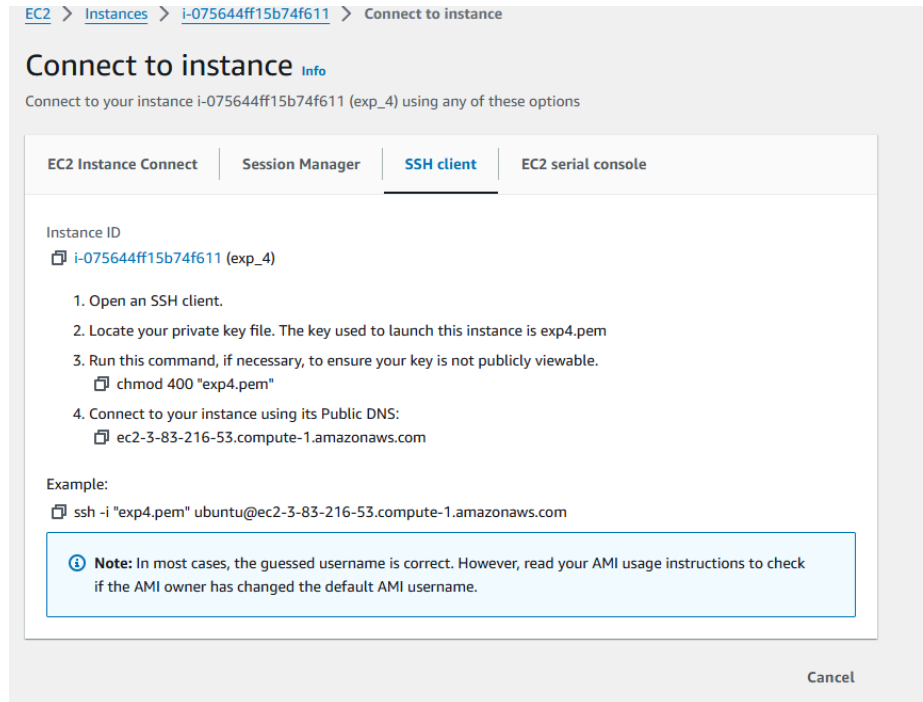 EC2 > Instances > i-075644ff15b74f611 > Connect to instance
Connect to instance Info
Connect to your instance i-075644ff15b74f611 (exp_4) using any of these options
EC2 Instance Connect Session Manager SSH client EC2 serial console
Instance ID
i-075644ff15b74f611 (exp_4)
1. Open an SSH client.
2. Locate your private key file. The key used to launch this instance is exp4.pem
3. Run this command, if necessary, to ensure your key is not publicly viewable.
chmod 400 "exp4.pem"
4. Connect to your instance using its Public DNS:
ec2-3-83-216-53.compute-1.amazonaws.com
Example:
ssh -i "exp4.pem" ubuntu@ec2-3-83-216-53.compute-1.amazonaws.com
Note: In most cases, the guessed username is correct. However, read your AMI usage instructions to check
if the AMI owner has changed the default AMI username.
Cancel